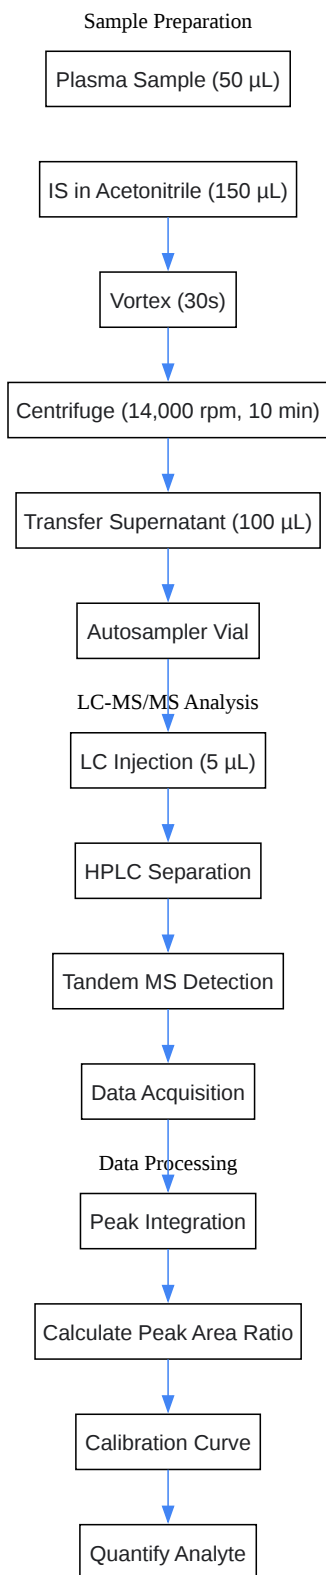 Sample Preparation
Plasma Sample (50 µL)
IS in Acetonitrile (150 µL)
Vortex (30s)
Centrifuge (14,000 rpm, 10 min)
Transfer Supernatant (100 µL)
Autosampler Vial
LC-MS/MS Analysis
LC Injection (5 µL)
HPLC Separation
Tandem MS Detection
Data Acquisition
Data Processing
Peak Integration
Calculate Peak Area Ratio
Calibration Curve
Quantify Analyte